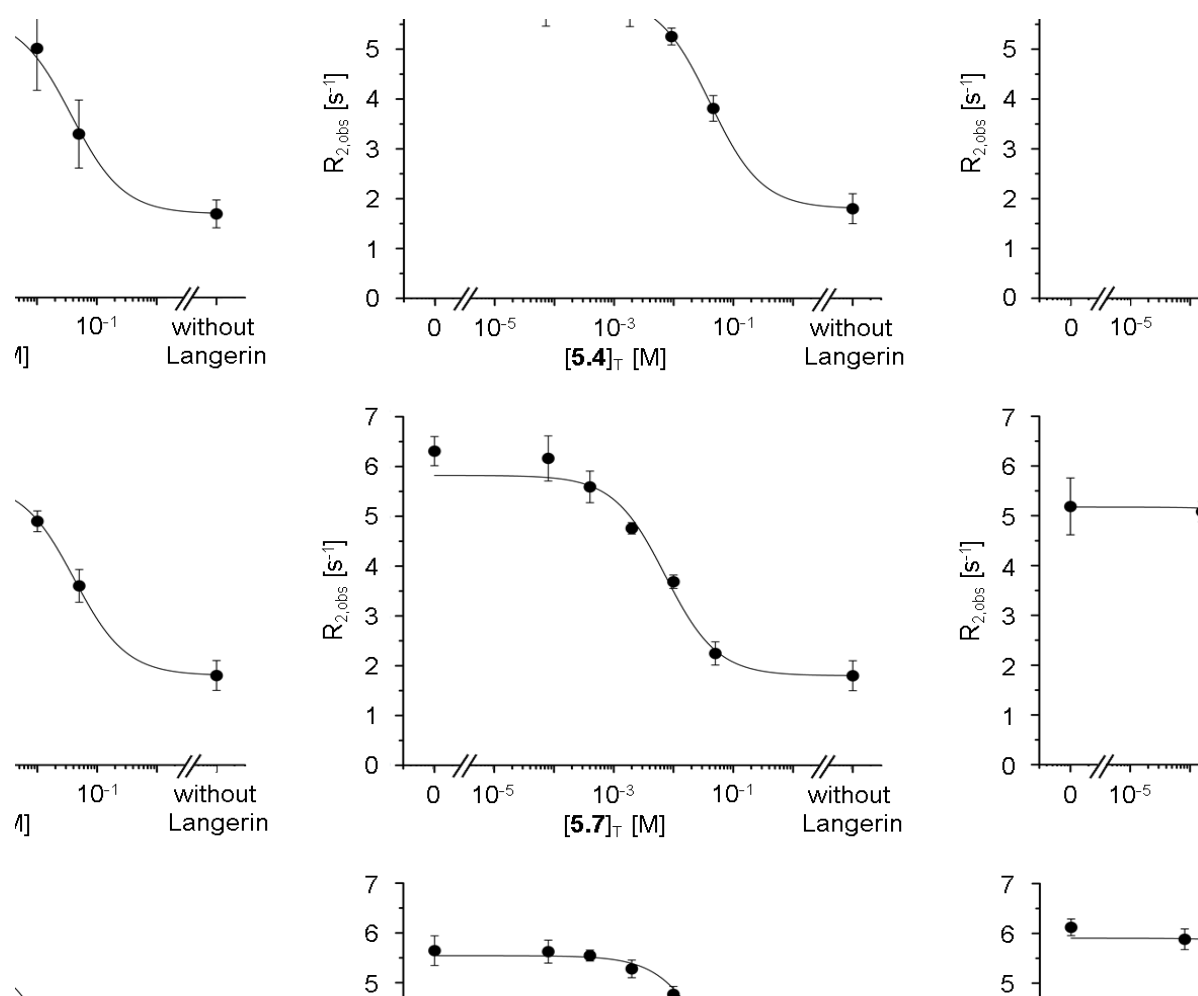 5 5 5
4 4
3 3
2 2
1 1
0 0
R2,obs [s-1] R2,obs [s-1]
10-1 without 0 10-5 10-3 10-1 without 0 10-5
M] Langerin [5.4]T [M] Langerin
7 7
6 6
5 5
4 4
3 3
2 2
1 1
0 0
R2,obs [s-1] R2,obs [s-1]
10-1 without 0 10-5 10-3 10-1 without 0 10-5
M] Langerin [5.7]T [M] Langerin
7 7
6 6
5 5